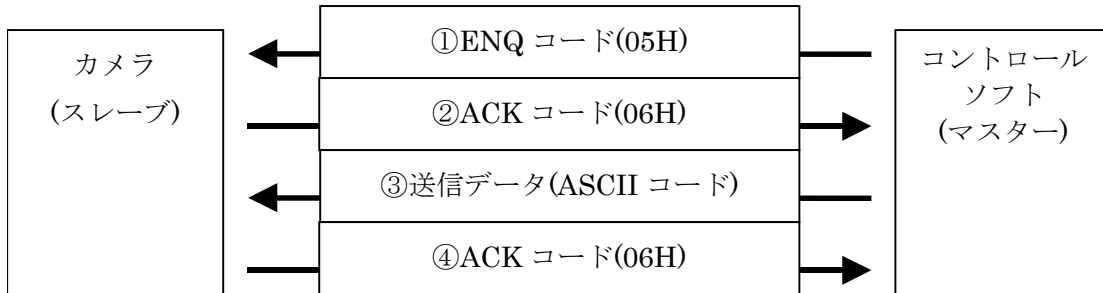 カメラ
(スレーブ)
①ENQ コード(05H)
②ACK コード(06H)
③送信データ(ASCII コード)
④ACK コード(06H)
コントロール
ソフト
(マスター)